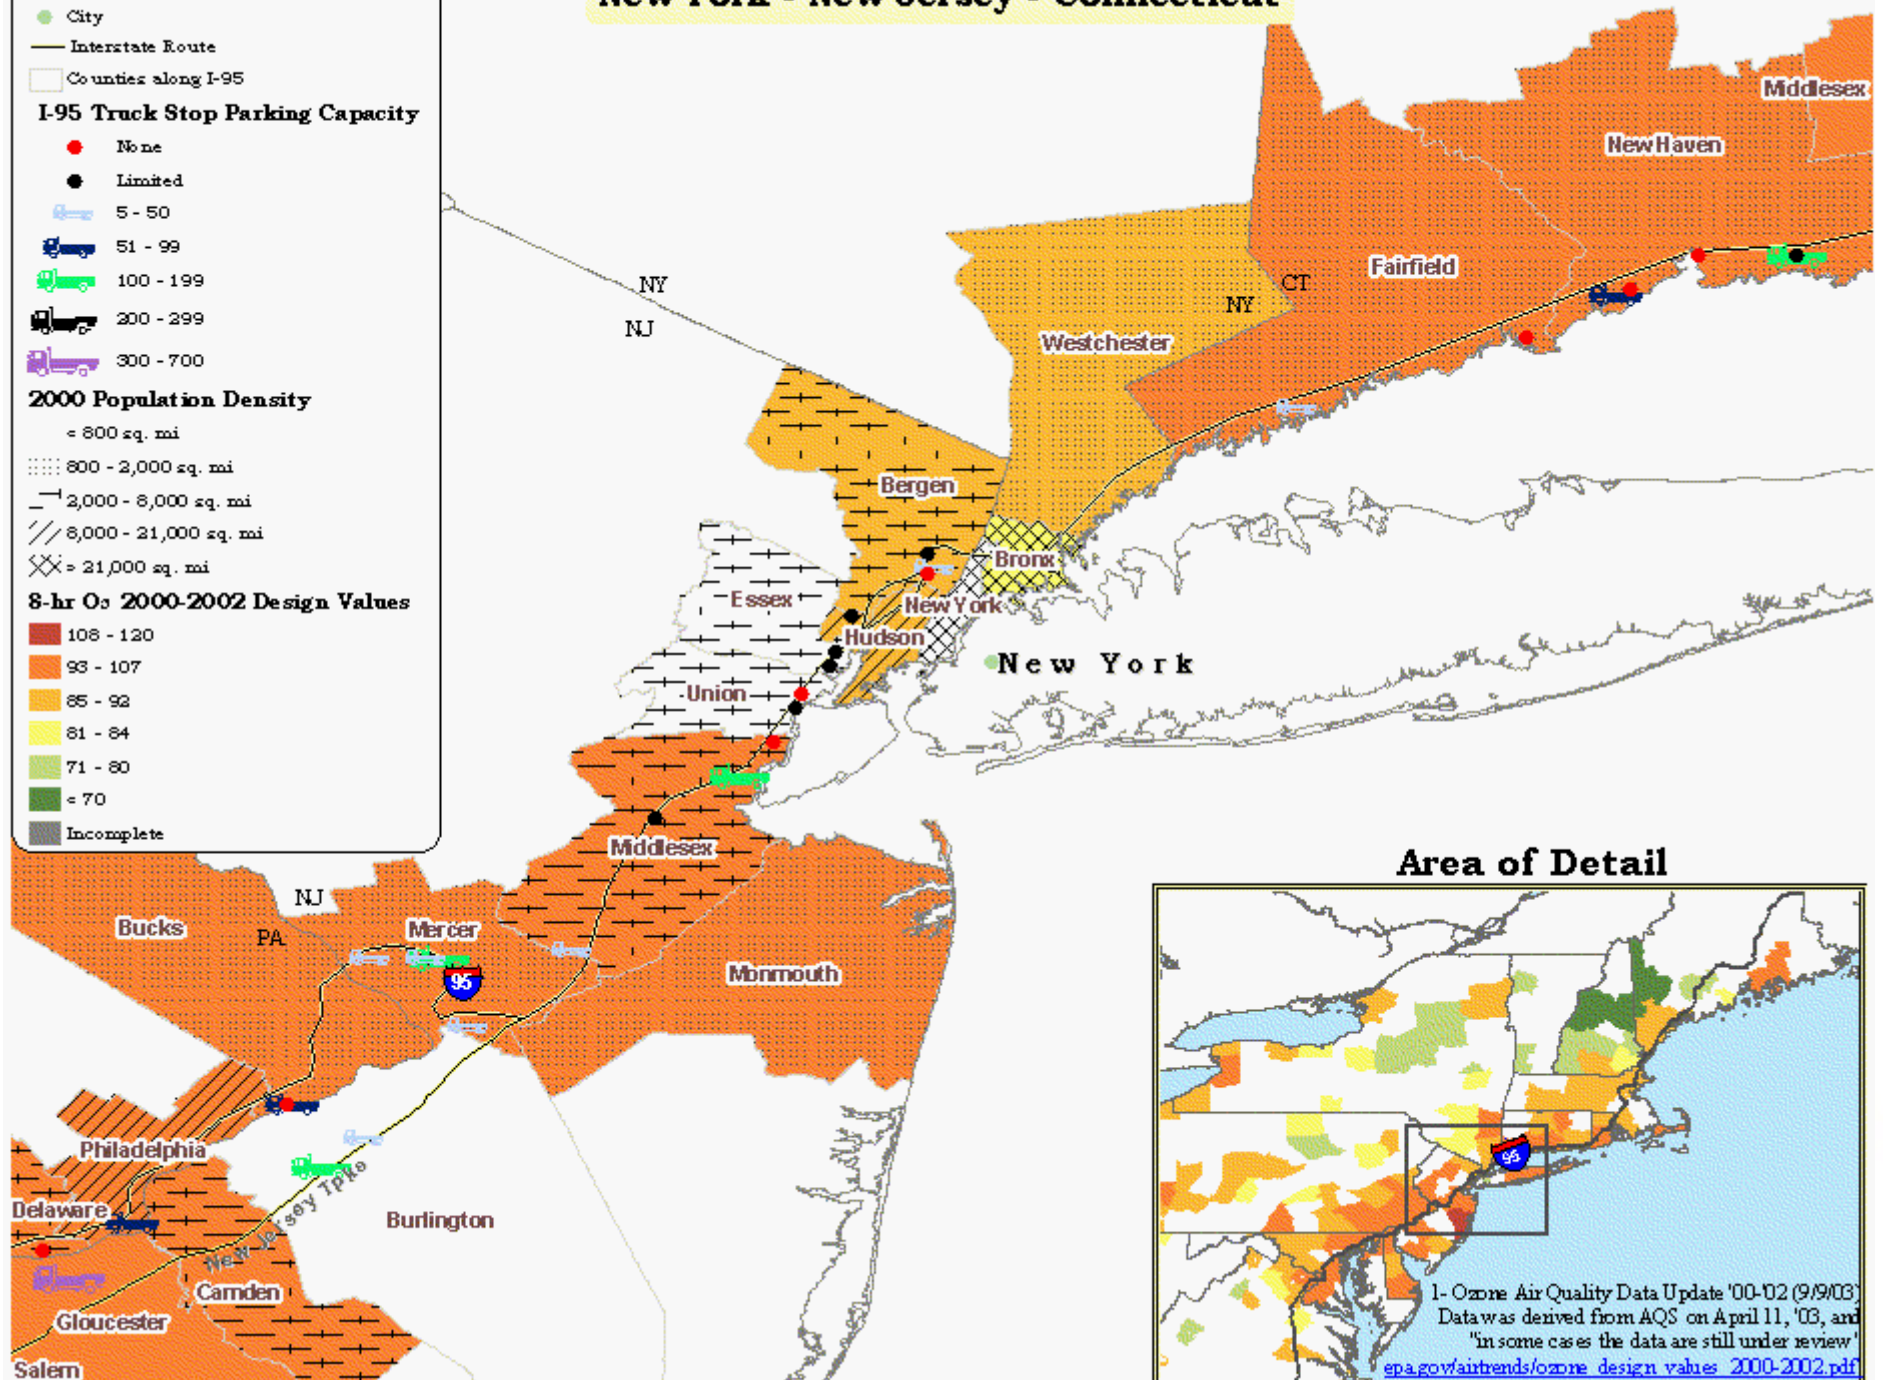 New York - New Jersey - Connecticut
City
Interstate Route
Counties along I-95
I-95 Truck Stop Parking Capacity
None
Limited
5 - 50
51 - 99
100 - 199
200 - 299
300 - 700
2000 Population Density
< 800 sq. mi
800 - 2,000 sq. mi
2,000 - 8,000 sq. mi
8,000 - 21,000 sq. mi
> 21,000 sq. mi
8-hr O3 2000-2002 Design Values
108 - 120
93 - 107
85 - 92
81 - 84
71 - 80
< 70
Incomplete
Middlesex
New Haven
Fairfield
CT
NY
Westchester
NY
NJ
Bergen
Bronx
Essex
New York
Hudson
New York
Union
Middlesex
NJ
Bucks
PA
Mercer
95
Monmouth
Philadelphia
Delaware
New Jersey Tpke
Burlington
Camden
Gloucester
Salem
Area of Detail
95
1- Ozone Air Quality Data Update '00-'02 (9/9/03)
Data was derived from AQS on April 11, '03, and
"in some cases the data are still under review"
epa.gov/airtrends/ozone_design_values_2000-2002.pdf